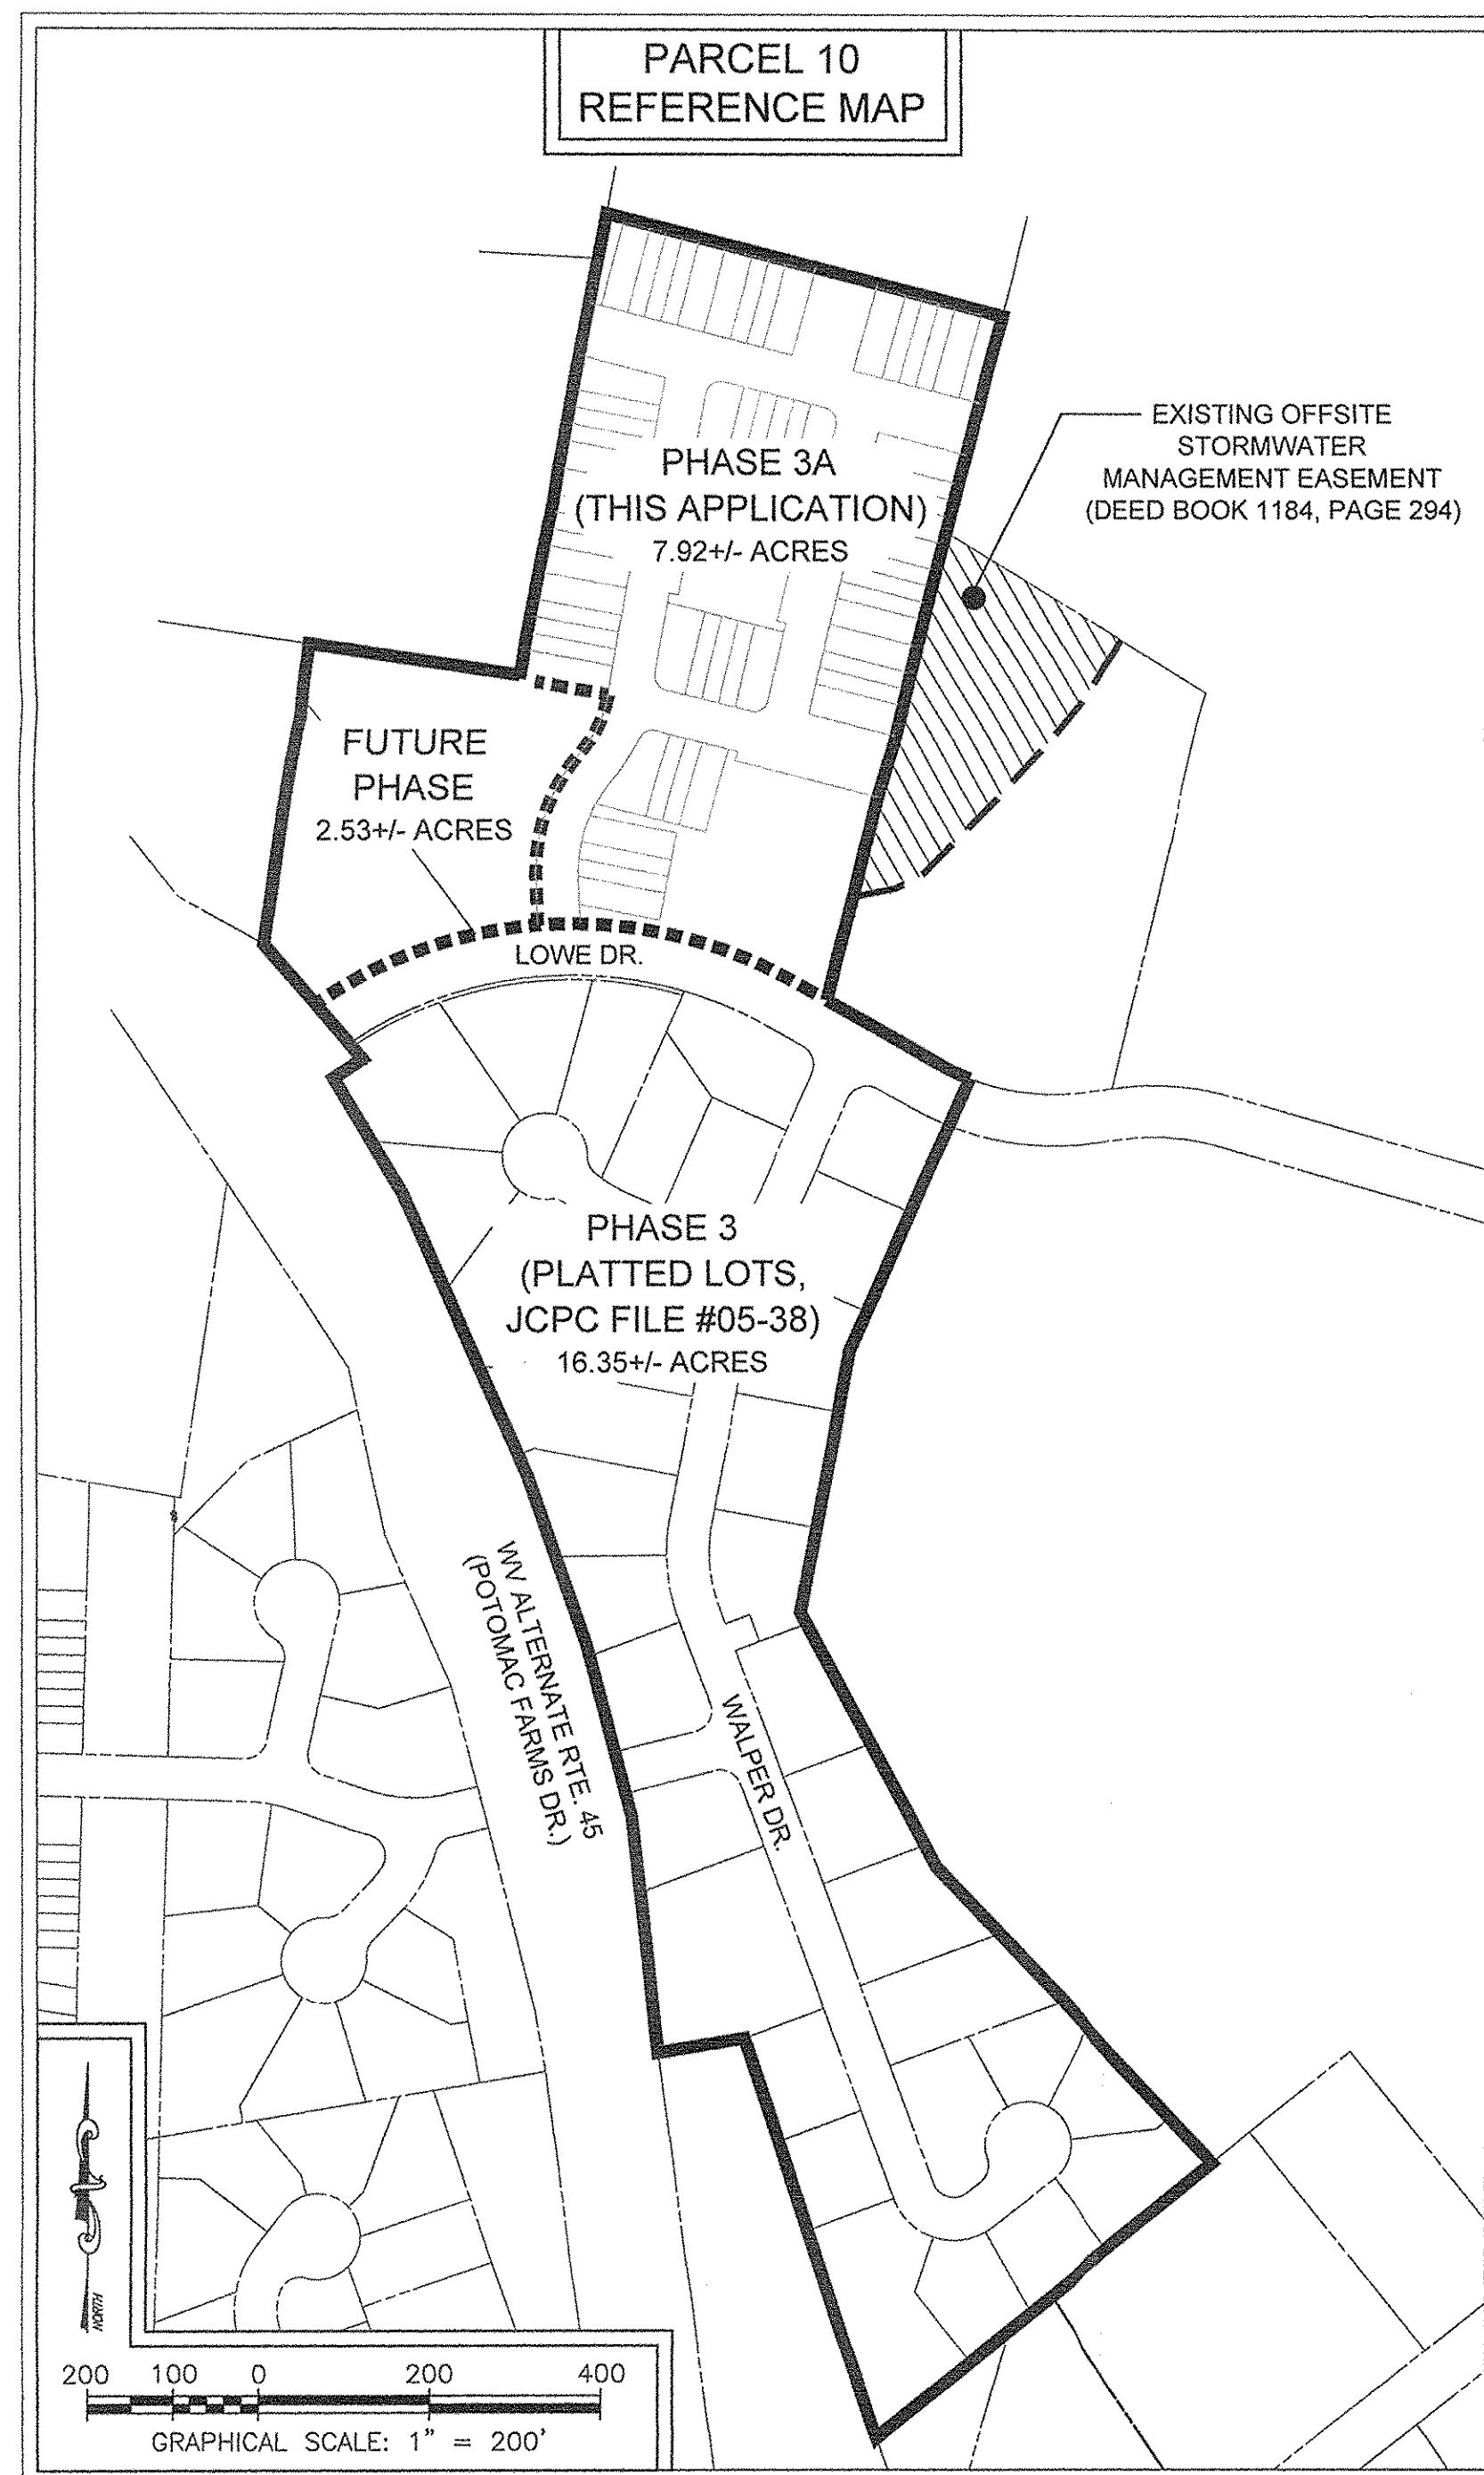 PARCEL 10
REFERENCE MAP
EXISTING OFFSITE
STORMWATER
MANAGEMENT EASEMENT
(DEED BOOK 1184, PAGE 294)
PHASE 3A
(THIS APPLICATION)
7.92+/- ACRES
FUTURE
PHASE
2.53+/- ACRES
LOWE DR.
PHASE 3
(PLATTED LOTS,
JCPC FILE #05-38)
16.35+/- ACRES
WV ALTERNATE RTE. 45
(POTOMAC FARMS DR.)
WALPER DR.
NORTH
200 100 0 200 400
GRAPHICAL SCALE: 1" = 200'